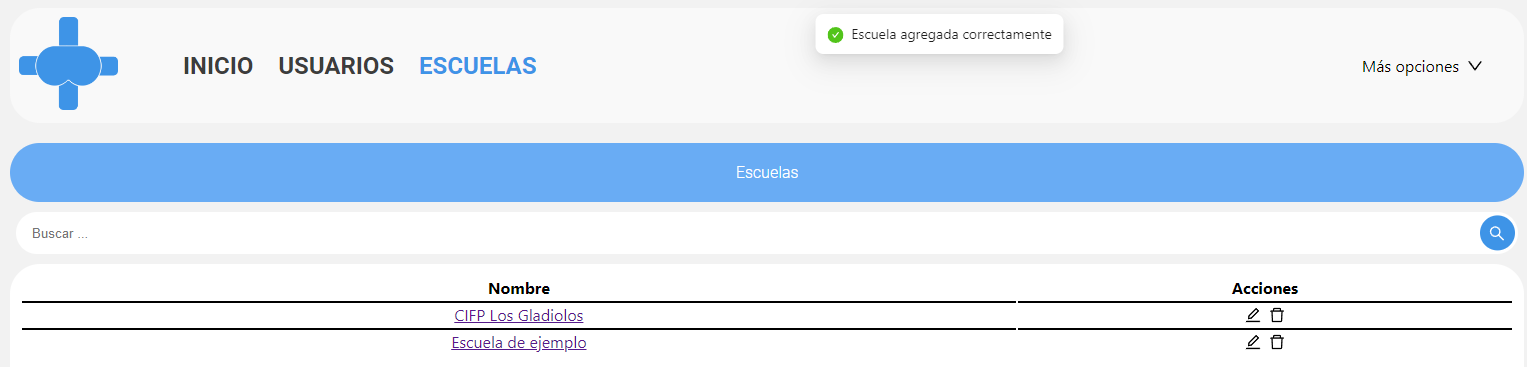 Escuela agregada correctamente
INICIO USUARIOS ESCUELAS Más opciones
Escuelas
Buscar ...
Nombre Acciones
CIFP Los Gladiolos
Escuela de ejemplo